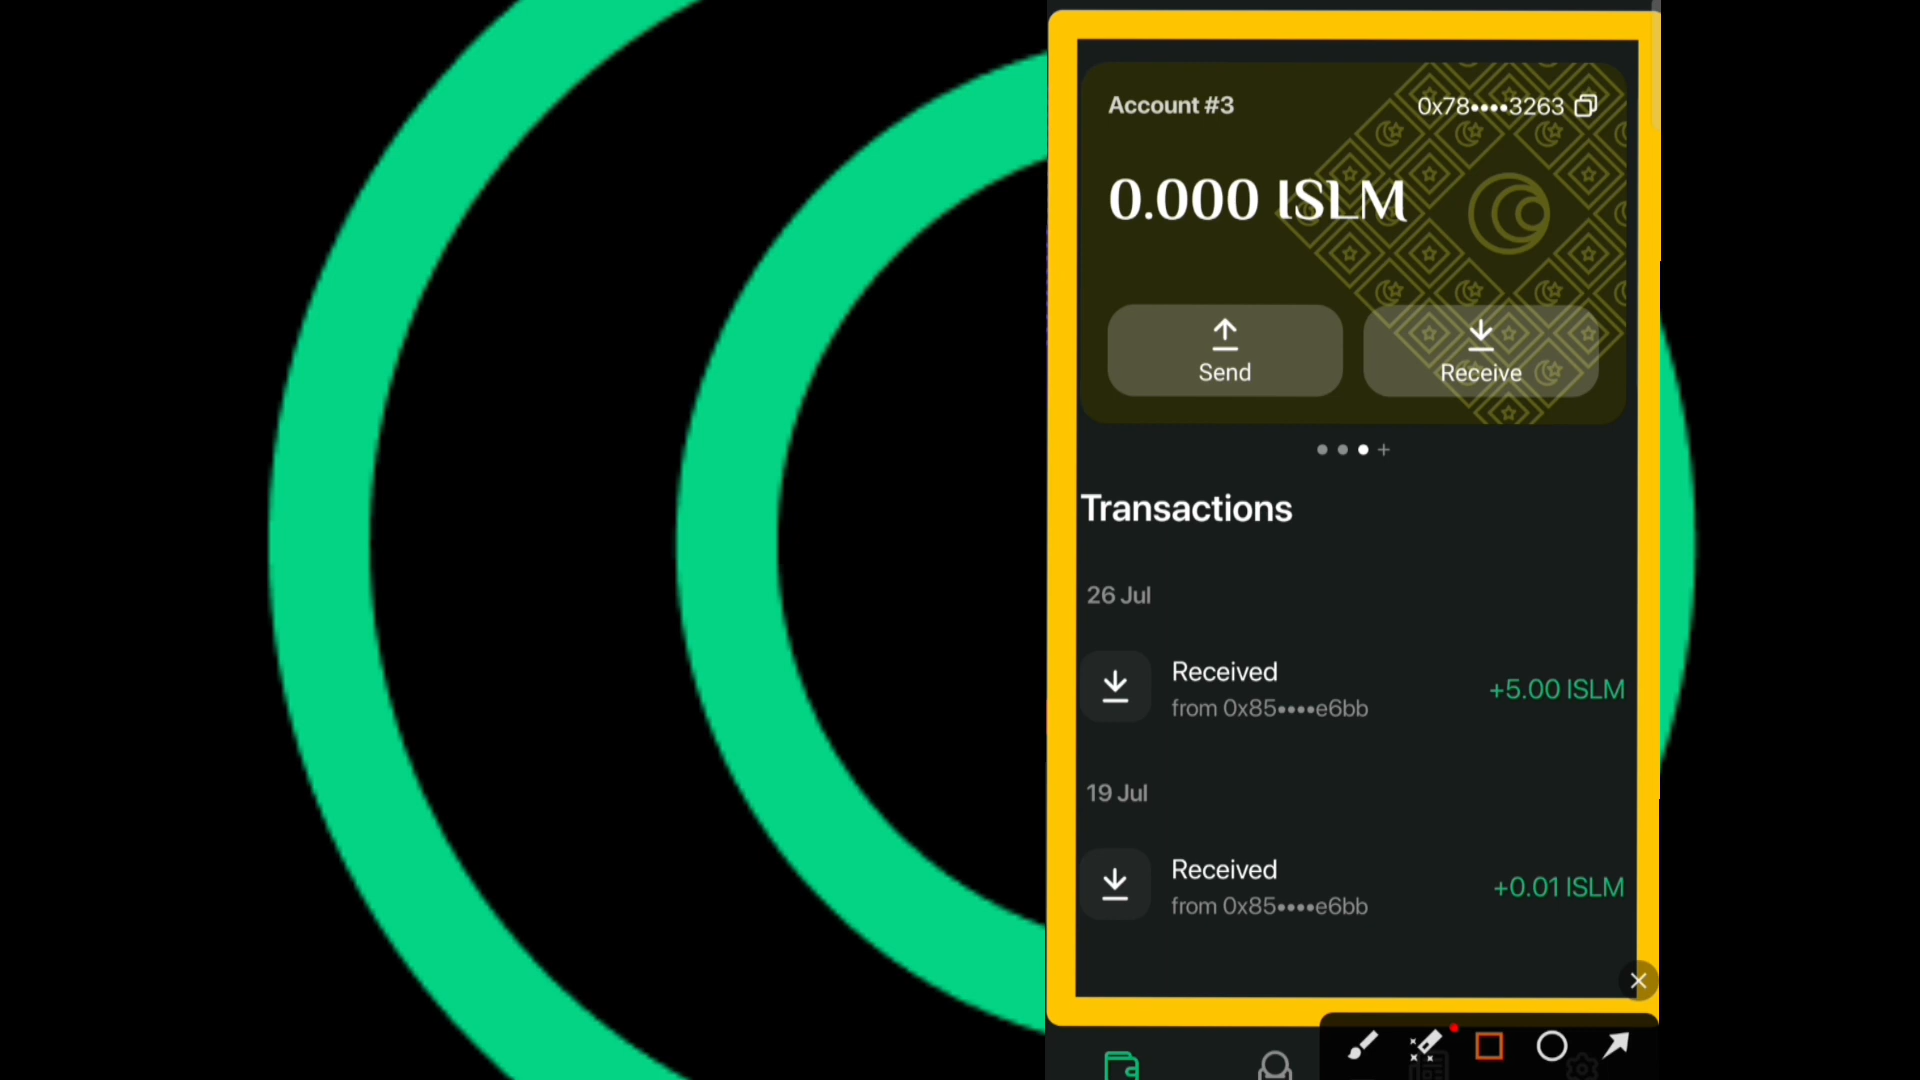 Account #3
0x78••••3263
0.000 ISLM
Send
Receive
Transactions
26 Jul
Received
from 0x85••••e6bb
+5.00 ISLM
19 Jul
Received
from 0x85••••e6bb
+0.01 ISLM